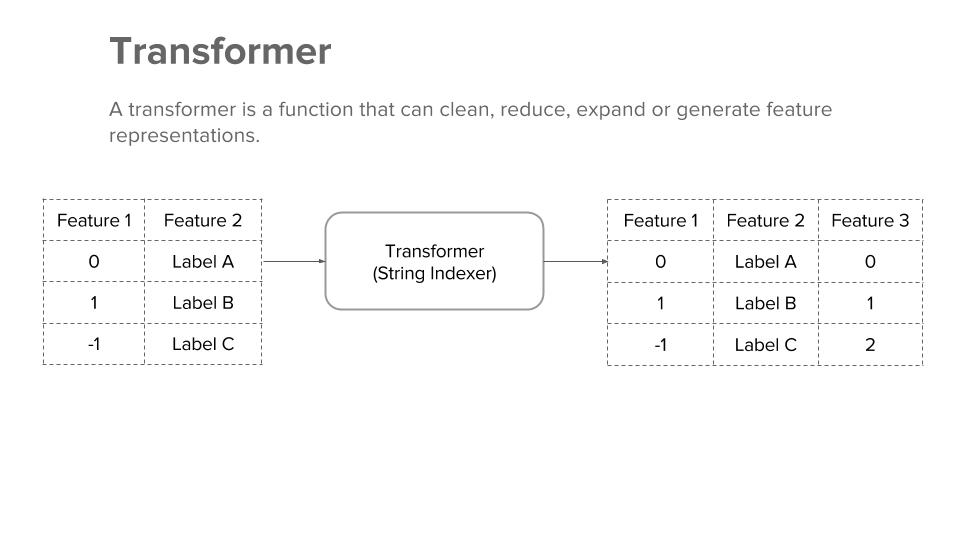 Transformer
A transformer is a function that can clean, reduce, expand or generate feature
representations.
Feature 1 Feature 2
0 Label A
1 Label B
-1 Label C
Transformer
(String Indexer)
Feature 1 Feature 2 Feature 3
0 Label A 0
1 Label B 1
-1 Label C 2